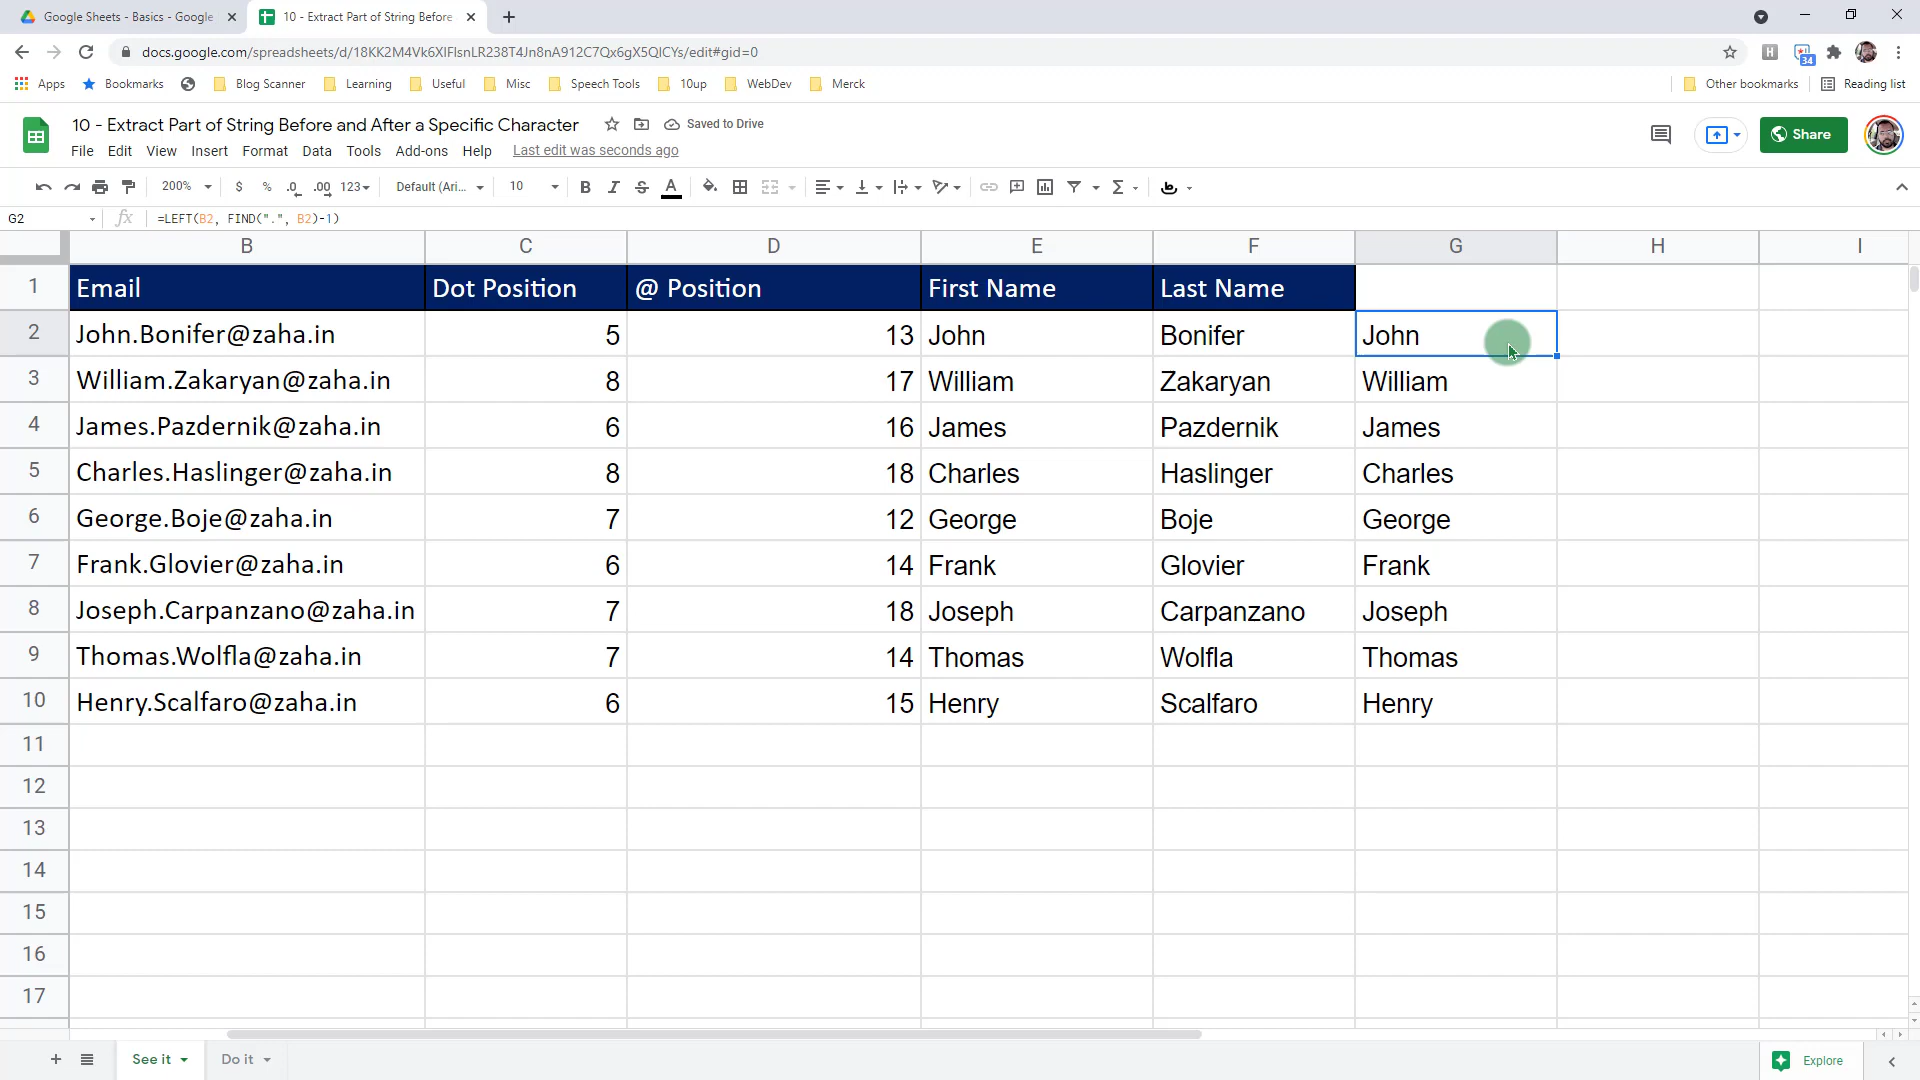 Google Sheets - Basics - Google
10 - Extract Part of String Before
docs.google.com/spreadsheets/d/18KK2M4Vk6XIFlsnLR238T4Jn8nA912C7Qx6gX5QlCYs/edit#gid=0
34
Apps Bookmarks Blog Scanner Learning Useful Misc Speech Tools 10up WebDev Merck Other bookmarks Reading list
10 - Extract Part of String Before and After a Specific Character Saved to Drive
File Edit View Insert Format Data Tools Add-ons Help Last edit was seconds ago
Share
200% $ % .0 .00 123 Default (Ari... 10 B I S A
G2 fx =LEFT(B2, FIND(".", B2)-1)
B C D E F G H I
1 Email Dot Position @ Position First Name Last Name
2 John.Bonifer@zaha.in 5 13 John Bonifer John
3 William.Zakaryan@zaha.in 8 17 William Zakaryan William
4 James.Pazdernik@zaha.in 6 16 James Pazdernik James
5 Charles.Haslinger@zaha.in 8 18 Charles Haslinger Charles
6 George.Boje@zaha.in 7 12 George Boje George
7 Frank.Glovier@zaha.in 6 14 Frank Glovier Frank
8 Joseph.Carpanzano@zaha.in 7 18 Joseph Carpanzano Joseph
9 Thomas.Wolfla@zaha.in 7 14 Thomas Wolfla Thomas
10 Henry.Scalfaro@zaha.in 6 15 Henry Scalfaro Henry
11
12
13
14
15
16
17
See it Do it Explore